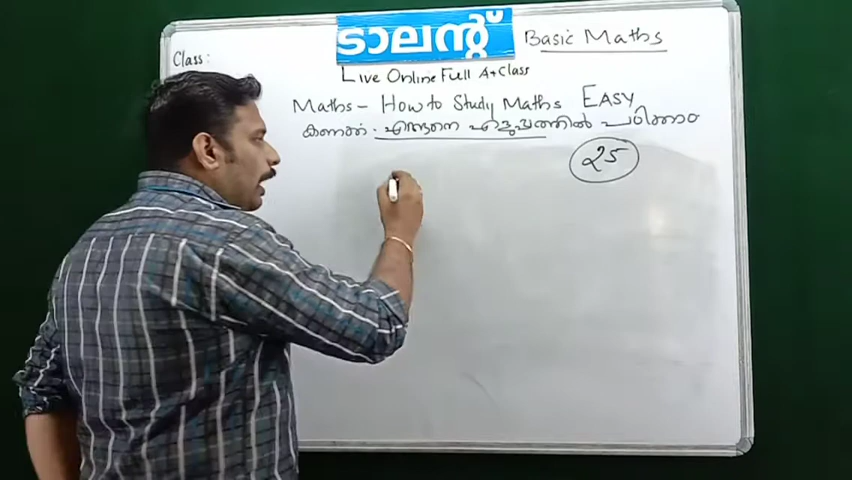 Class:
ടാലന്റ് Basic Maths
Live Online Full A+ Class
Maths - How to Study Maths EASY
കണക്ക്. എങ്ങനെ എളുപ്പത്തിൽ പഠിക്കാം
25